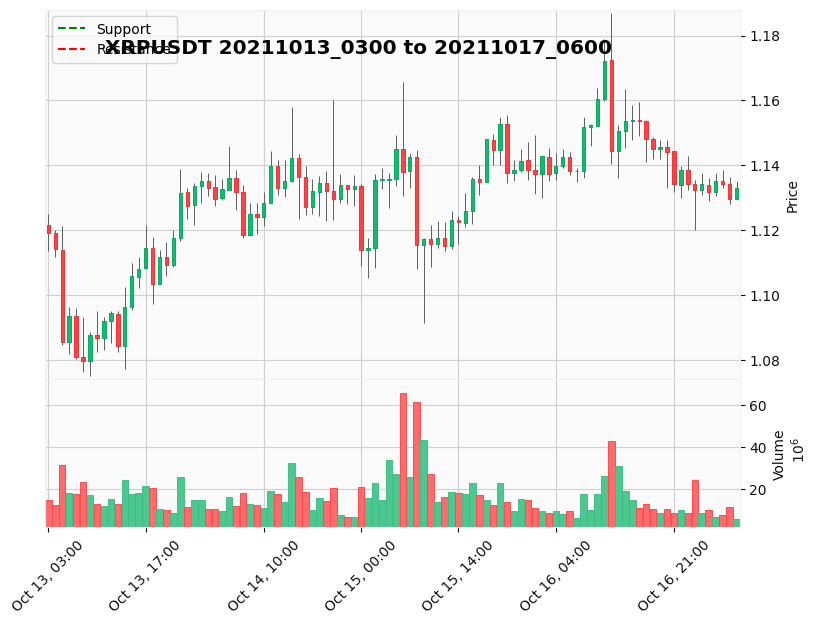 Support
Resistance
XRPUSDT 20211013_0300 to 20211017_0600
1.18
1.16
1.14
1.12
1.10
1.08
Price
60
40
20
Volume
10^6
Oct 13, 03:00
Oct 13, 17:00
Oct 14, 10:00
Oct 15, 00:00
Oct 15, 14:00
Oct 16, 04:00
Oct 16, 21:00